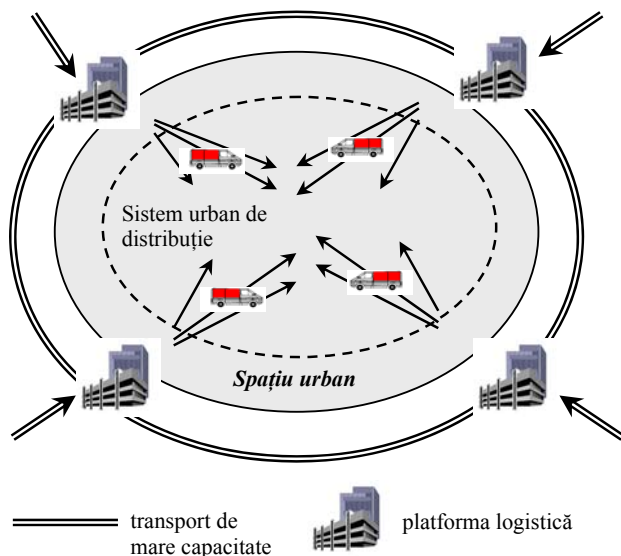 Sistem urban de
distribuție
Spațiu urban
transport de
mare capacitate
platforma logistică